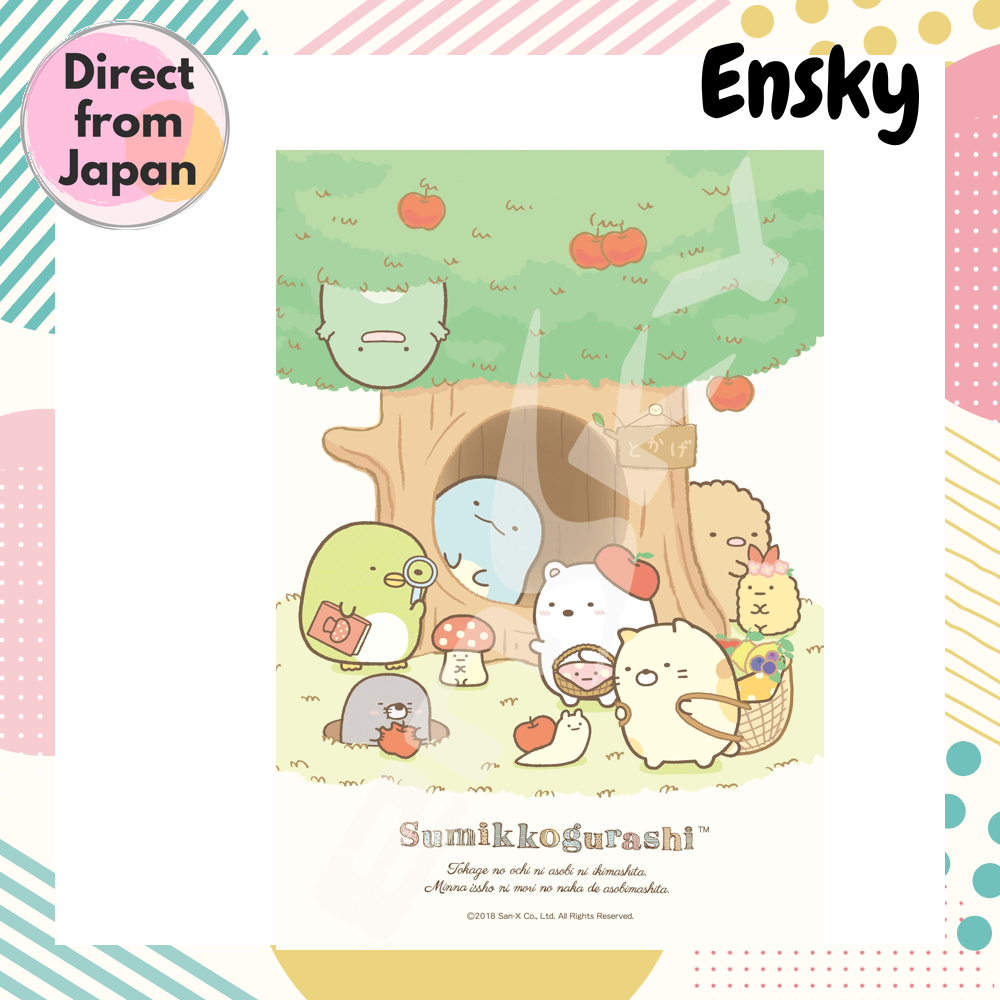 Direct
from
Japan
Ensky
とかげ
Sumikkogurashi™
Tokage no ochi ni asobi ni ikimashita.
Minna issho ni mori no naka de asobimashita.
©2018 San-X Co., Ltd. All Rights Reserved.